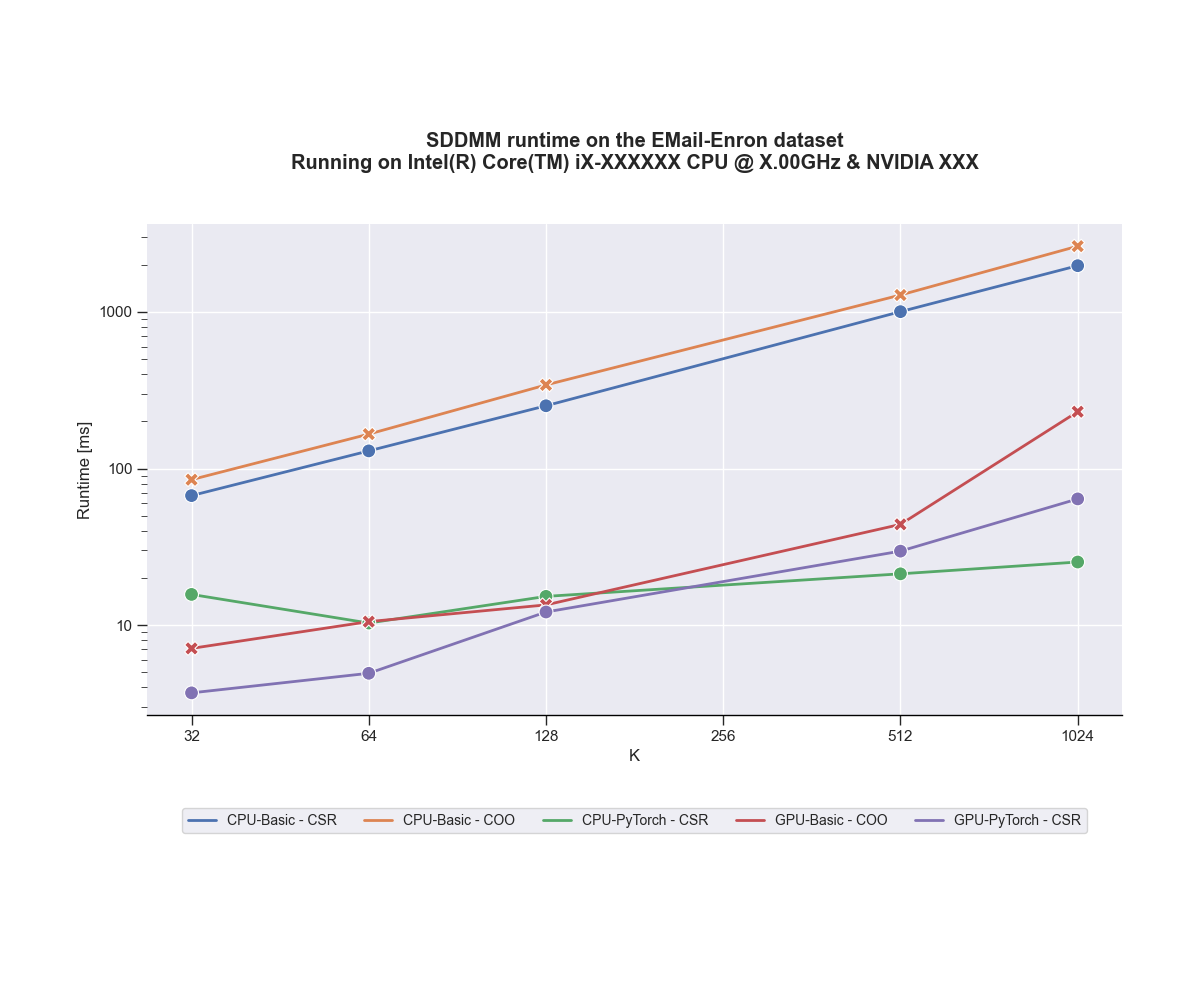 SDDMM runtime on the EMail-Enron dataset
Running on Intel(R) Core(TM) iX-XXXXXX CPU @ X.00GHz & NVIDIA XXX
Runtime [ms]
1000
100
10
32 64 128 256 512 1024
K
CPU-Basic - CSR CPU-Basic - COO CPU-PyTorch - CSR GPU-Basic - COO GPU-PyTorch - CSR